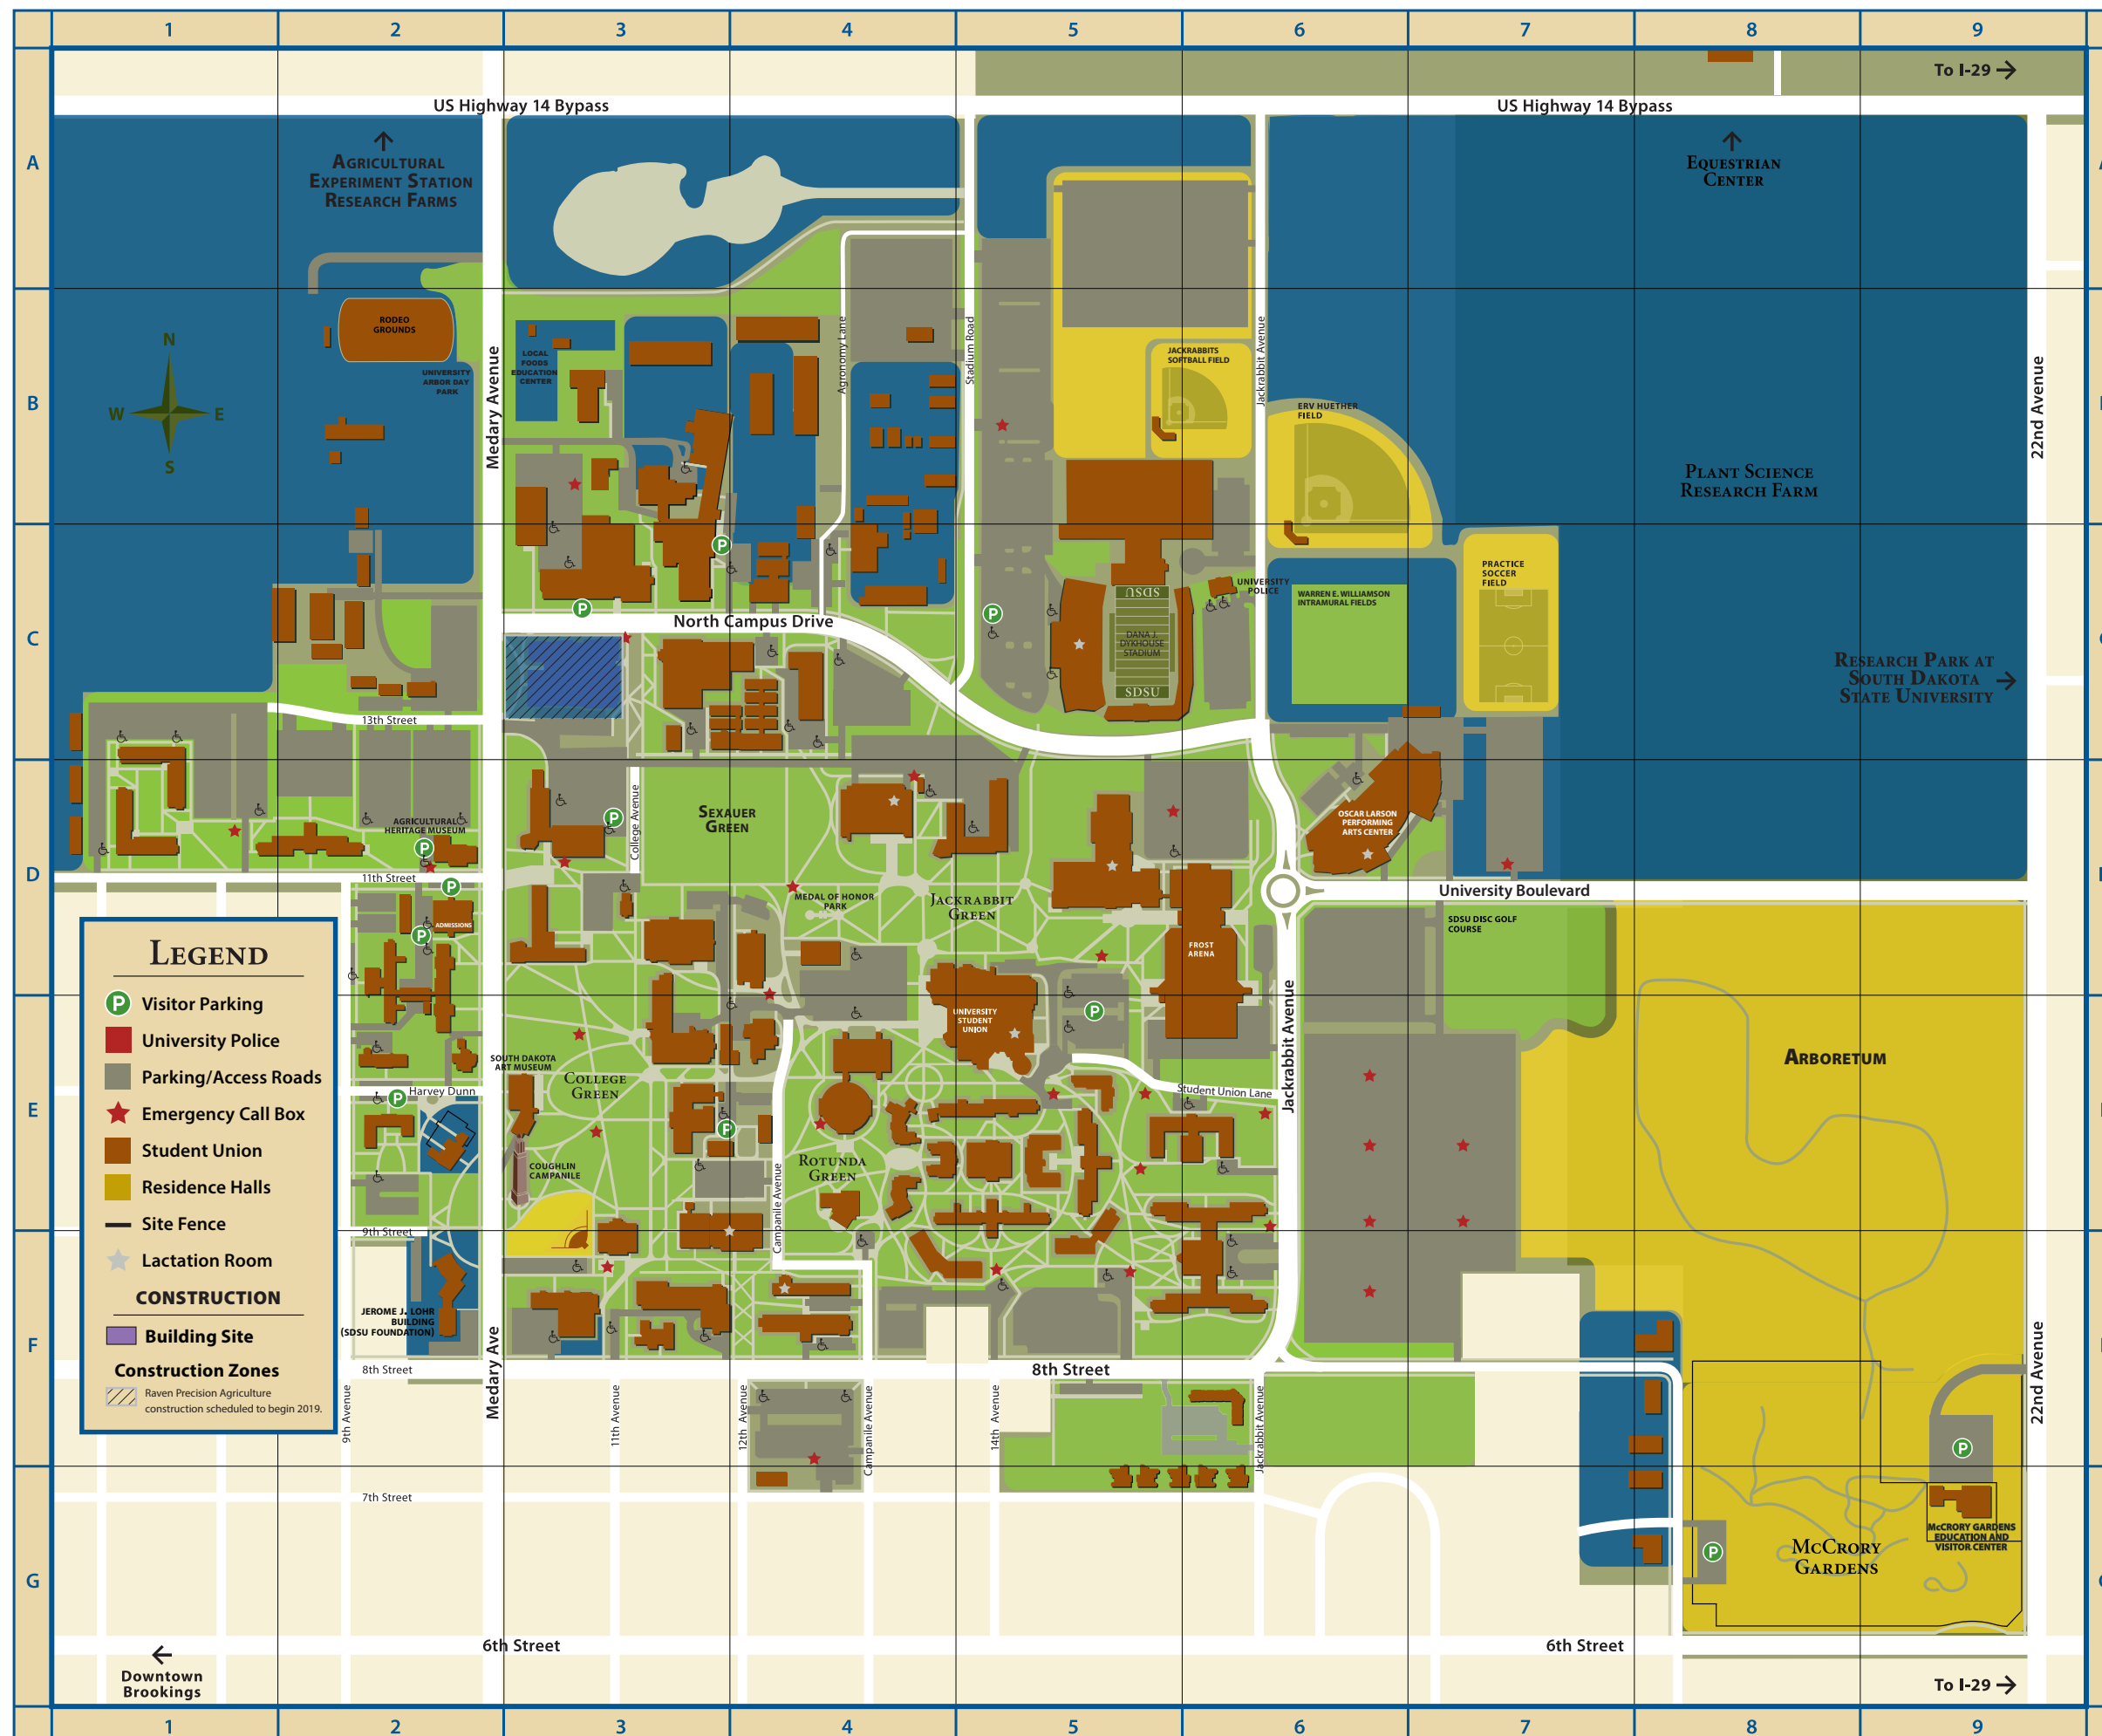 1 2 3 4 5 6 7 8 9
To I-29
US Highway 14 Bypass
US Highway 14 Bypass
A
AGRICULTURAL
EXPERIMENT STATION
RESEARCH FARMS
EQUESTRIAN
CENTER
B
N
W E
S
RODEO
GROUNDS
UNIVERSITY
ARBOR DAY
PARK
Medary Avenue
LOCAL
FOODS
EDUCATION
CENTER
Agronomy Lane
Stadium Road
JACKRABBITS
SOFTBALL FIELD
Jackrabbit Avenue
ERV HUETHER
FIELD
PLANT SCIENCE
RESEARCH FARM
22nd Avenue
C
P
P
P
North Campus Drive
SDSU
DANA J.
DYKHOUSE
STADIUM
SDSU
UNIVERSITY
POLICE
WARREN E. WILLIAMSON
INTRAMURAL FIELDS
PRACTICE
SOCCER
FIELD
RESEARCH PARK AT
SOUTH DAKOTA
STATE UNIVERSITY
13th Street
D
AGRICULTURAL
HERITAGE MUSEUM
P
P
College Avenue
SEXAUER
GREEN
OSCAR LARSON
PERFORMING
ARTS CENTER
11th Street
P
University Boulevard
MEDAL OF HONOR
PARK
JACKRABBIT
GREEN
ADMISSIONS
P
FROST
ARENA
SDSU DISC GOLF
COURSE
LEGEND
P Visitor Parking
University Police
Parking/Access Roads
Emergency Call Box
Student Union
Residence Halls
Site Fence
Lactation Room
CONSTRUCTION
Building Site
Construction Zones
Raven Precision Agriculture
construction scheduled to begin 2019.
E
UNIVERSITY
STUDENT
UNION
P
Jackrabbit Avenue
SOUTH DAKOTA
ART MUSEUM
COLLEGE
GREEN
Harvey Dunn
P
P
Student Union Lane
ARBORETUM
COUGHLIN
CAMPANILE
ROTUNDA
GREEN
Campanile Avenue
9th Street
F
JEROME J. LOHR
BUILDING
(SDSU FOUNDATION)
8th Street
8th Street
Medary Ave
9th Avenue
11th Avenue
12th Avenue
Campanile Avenue
14th Avenue
Jackrabbit Avenue
22nd Avenue
P
G
7th Street
McCRORY GARDENS
EDUCATION AND
VISITOR CENTER
P
MCCRORY
GARDENS
6th Street
6th Street
Downtown
Brookings
To I-29
1 2 3 4 5 6 7 8 9